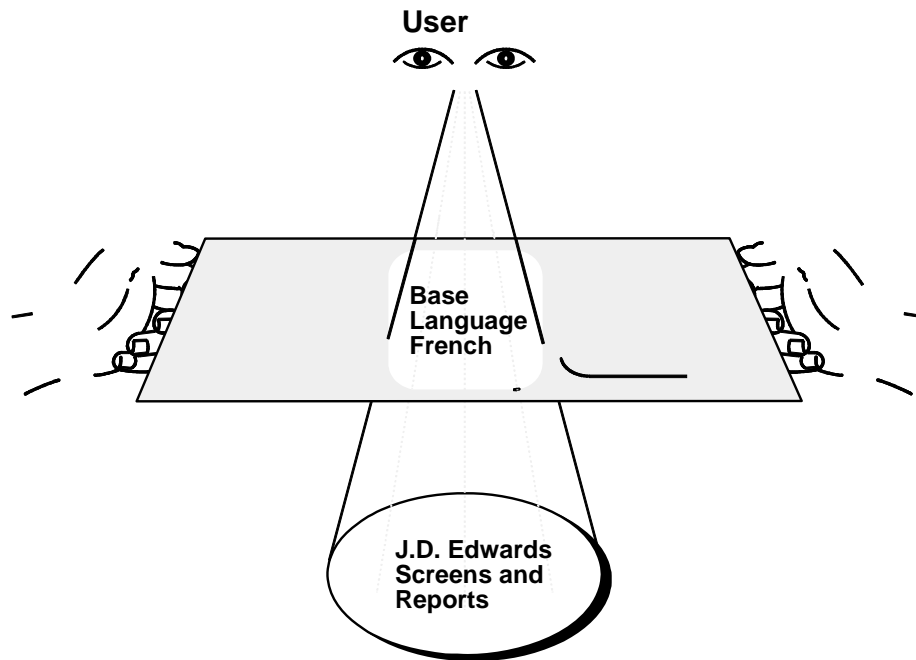 User
Base
Language
French
J.D. Edwards
Screens and
Reports